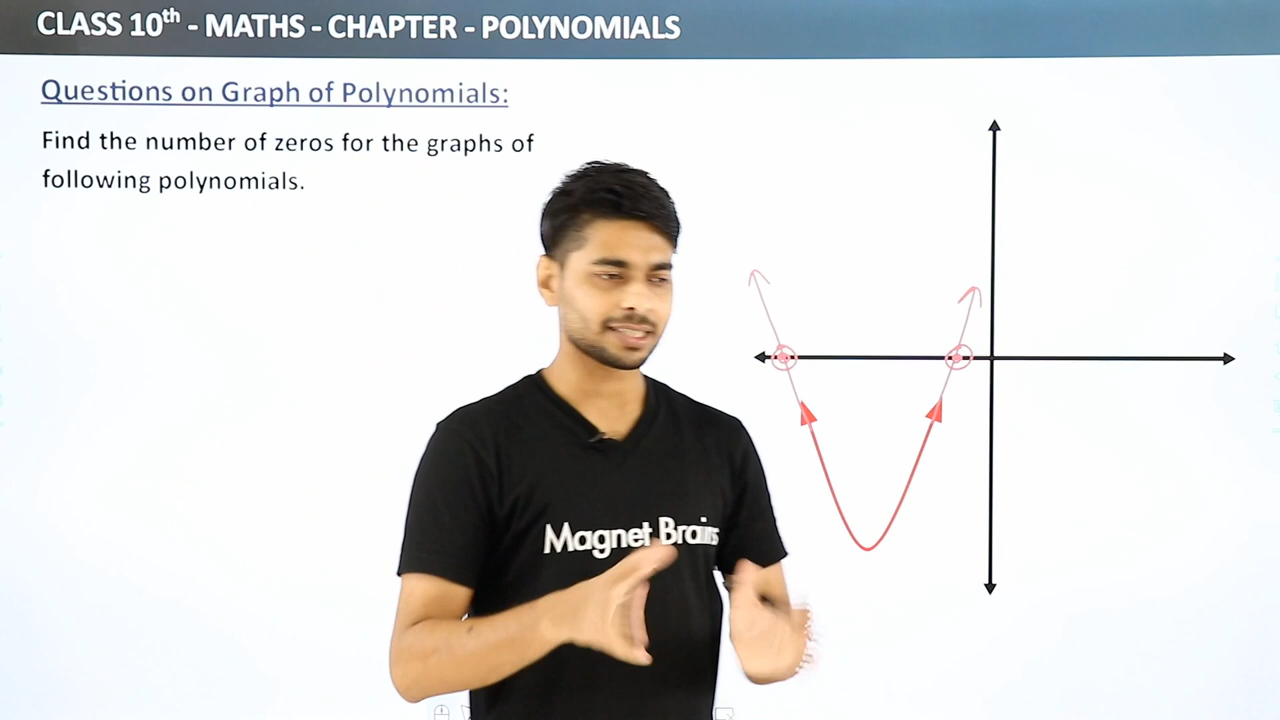 CLASS 10th - MATHS - CHAPTER - POLYNOMIALS
Questions on Graph of Polynomials:
Find the number of zeros for the graphs of
following polynomials.
Magnet Brains